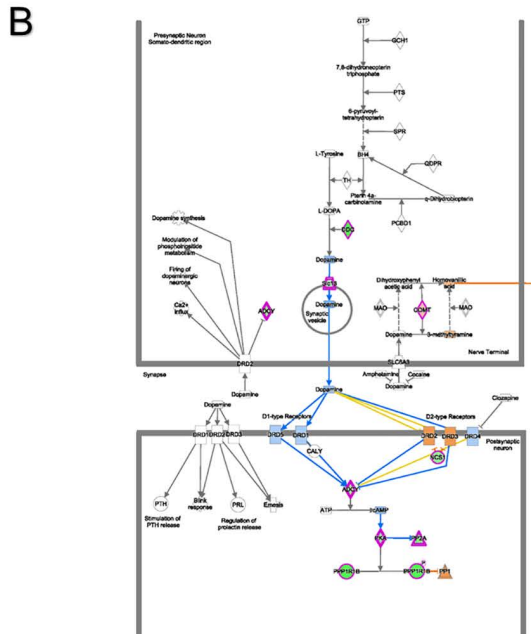 B
Presynaptic Neuron
Somato-dendritic region
GTP
GCH1
7,8-dihydroneopterin
triphosphate
PTS
6-pyruvoyl-
tetrahydropterin
SPR
L-Tyrosine
BH4
QDPR
TH
Pterin 4a-
carbinolamine
q-Dihydrobiopterin
L-DOPA
PCBD1
DDC
Dopamine synthesis
Modulation of
phosphoinositide
metabolism
Firing of
dopaminergic
neurons
Ca2+
influx
ADCY
Dopamine
Dopamine
Synaptic
vesicle
Dihydroxyphenyl
acetic acid
Homovanillic
acid
MAO
COMT
MAO
3-methytyramine
Nerve Terminal
DRD2
SLC6A3
Synapse
Amphetamine
Cocaine
Dopamine
Dopamine
Dopamine
Clozapine
Dopamine
D1-type Receptors
D2-type Receptors
DRD1
DRD2
DRD3
DRD5
DRD1
DRD2
DRD3
DRD4
Postsynaptic
neuron
CALY
NCS1
PTH
Blink
response
PRL
Emesis
Stimulation of
PTH release
Regulation of
prolactin release
ADCY
ATP
cAMP
PKA
PP2A
PPP1R1B
PPP1R1B
PP1